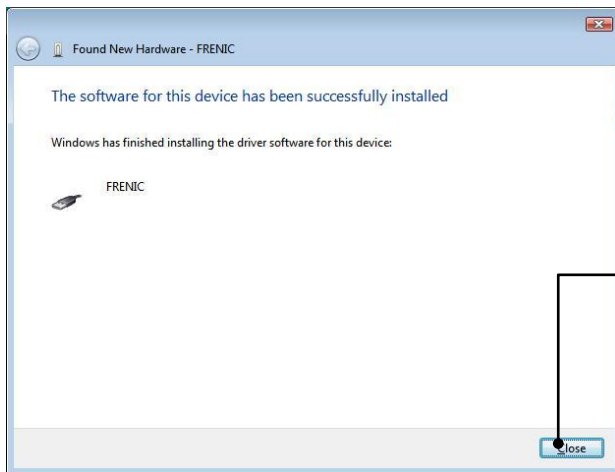 Found New Hardware - FRENIC
The software for this device has been successfully installed
Windows has finished installing the driver software for this device:
FRENIC
Close